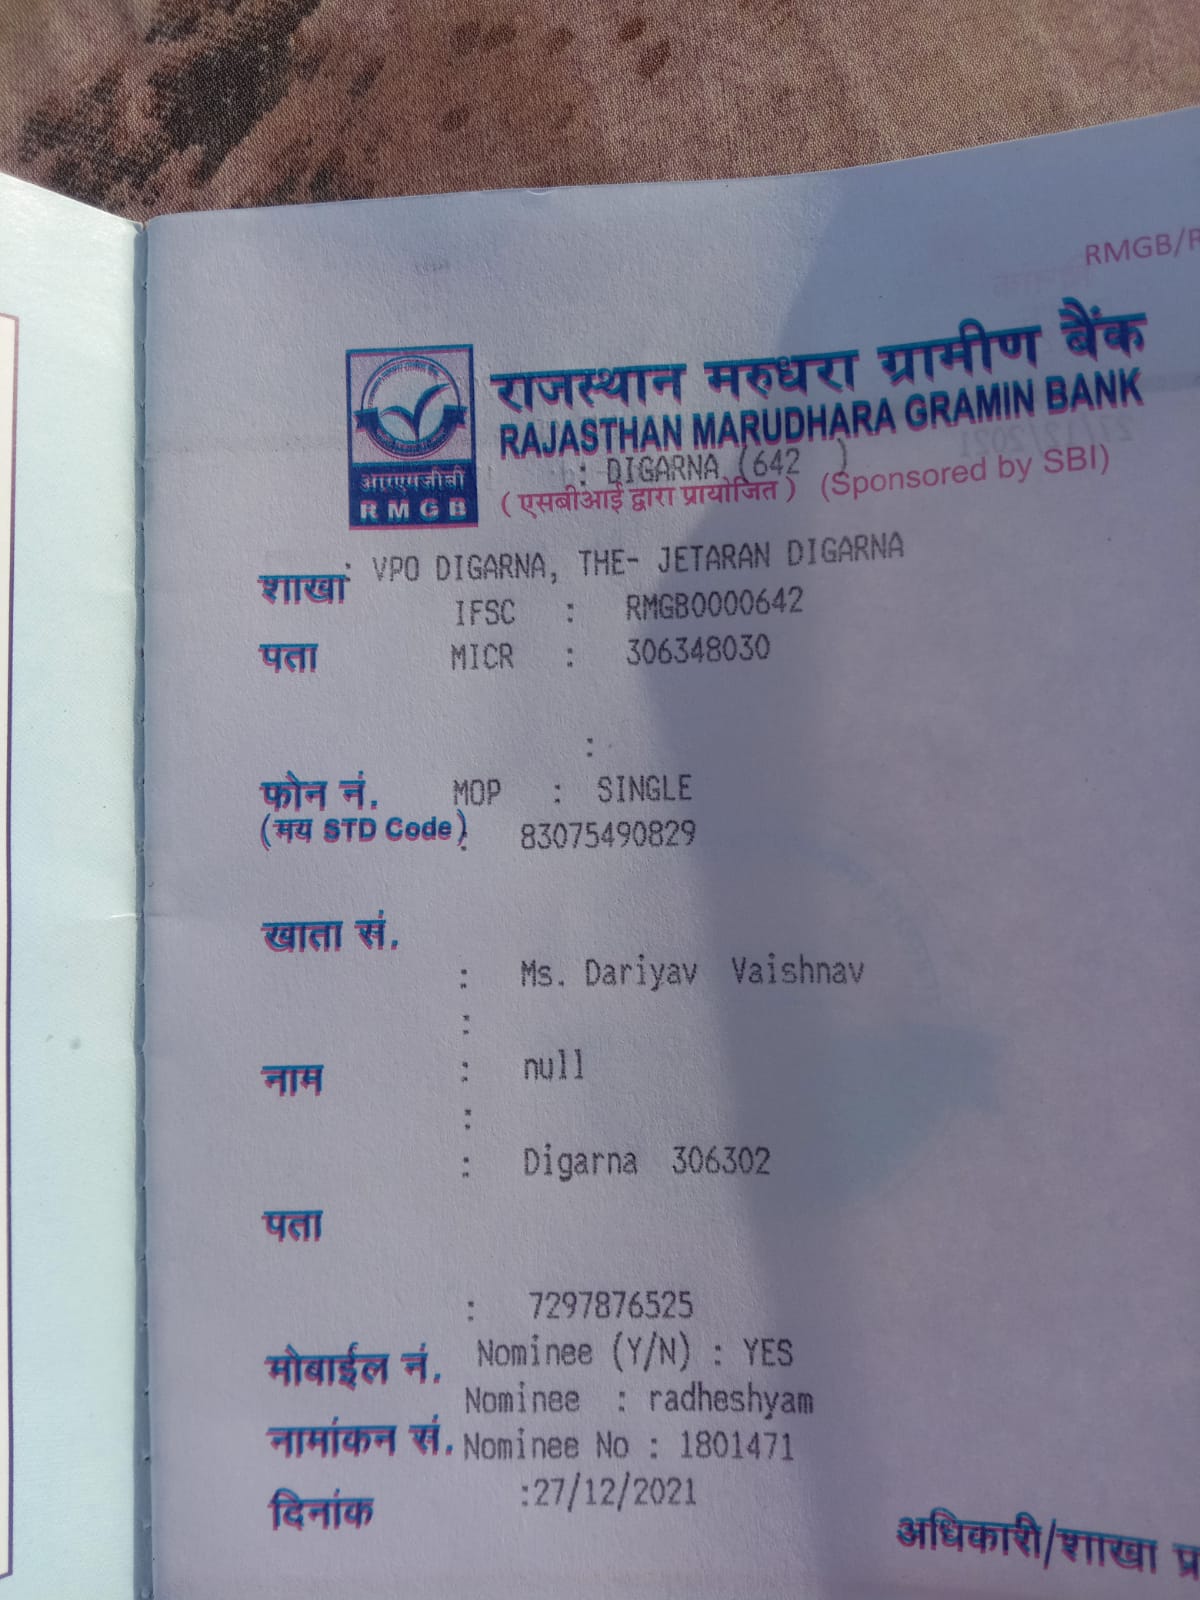 RMGB/R
राजस्थान मरुधरा ग्रामीण बैंक
RAJASTHAN MARUDHARA GRAMIN BANK
: DIGARNA (642 )
( एसबीआई द्वारा प्रायोजित ) (Sponsored by SBI)
आरएमजीबी
RMGB
शाखा : VPO DIGARNA, THE- JETARAN DIGARNA
IFSC : RMGB0000642
पता MICR : 306348030
:
फोन नं. MOP : SINGLE
(मय STD Code) : 83075490829
खाता सं.
: Ms. Dariyav Vaishnav
:
नाम : null
:
: Digarna 306302
पता
: 7297876525
मोबाईल नं. Nominee (Y/N) : YES
Nominee : radheshyam
नामांकन सं. Nominee No : 1801471
दिनांक :27/12/2021
अधिकारी/शाखा प्र